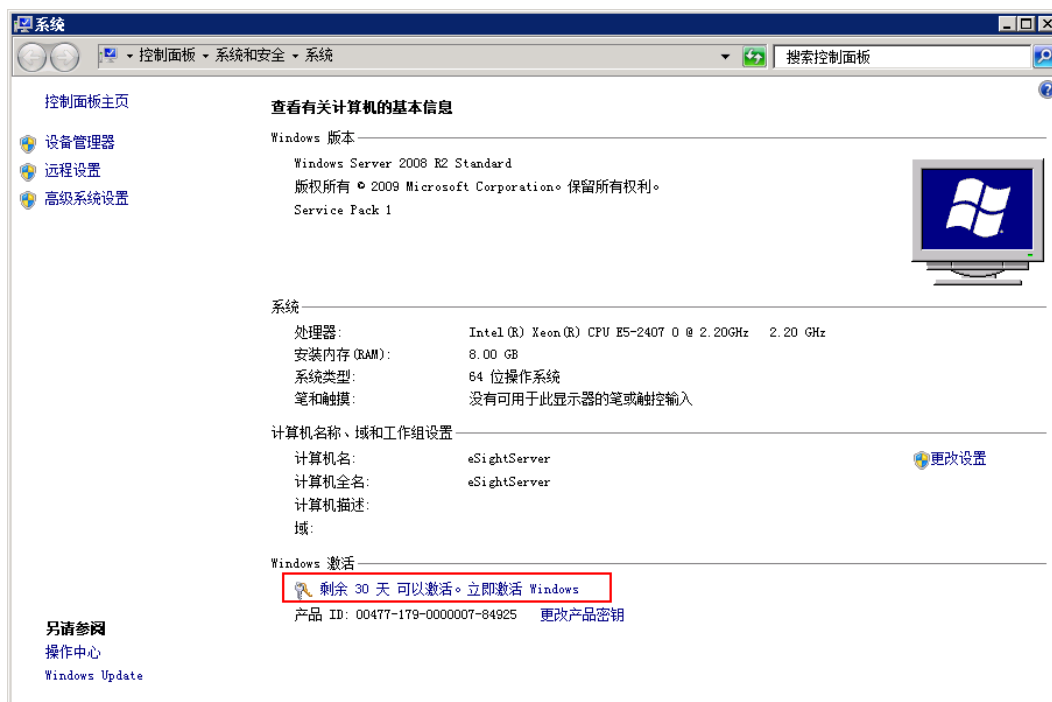 系统
控制面板 系统和安全 系统 搜索控制面板
控制面板主页
设备管理器
远程设置
高级系统设置
查看有关计算机的基本信息
Windows 版本
Windows Server 2008 R2 Standard
版权所有 © 2009 Microsoft Corporation。保留所有权利。
Service Pack 1
系统
处理器: Intel(R) Xeon(R) CPU E5-2407 0 @ 2.20GHz 2.20 GHz
安装内存(RAM): 8.00 GB
系统类型: 64 位操作系统
笔和触摸: 没有可用于此显示器的笔或触控输入
计算机名称、域和工作组设置
计算机名: eSightServer 更改设置
计算机全名: eSightServer
计算机描述:
域:
Windows 激活
剩余 30 天 可以激活。立即激活 Windows
产品 ID: 00477-179-0000007-84925 更改产品密钥
另请参阅
操作中心
Windows Update